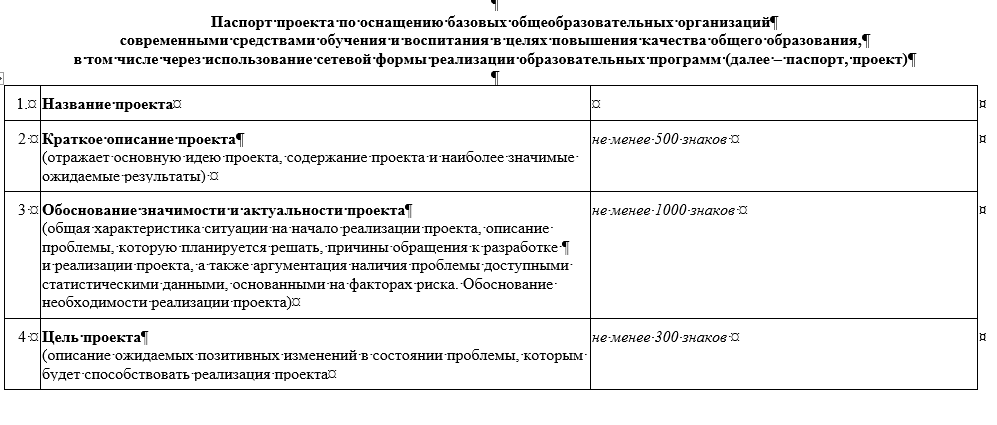 Паспорт проекта по оснащению базовых общеобразовательных организаций¶
современными средствами обучения и воспитания в целях повышения качества общего образования,¶
в том числе через использование сетевой формы реализации образовательных программ (далее – паспорт, проект)¶
¶
1. Название проекта
2 Краткое описание проекта¶ не менее 500 знаков
(отражает основную идею проекта, содержание проекта и наиболее значимые
ожидаемые результаты)
3 Обоснование значимости и актуальности проекта¶ не менее 1000 знаков
(общая характеристика ситуации на начало реализации проекта, описание
проблемы, которую планируется решать, причины обращения к разработке ¶
и реализации проекта, а также аргументация наличия проблемы доступными
статистическими данными, основанными на факторах риска. Обоснование
необходимости реализации проекта)
4 Цель проекта¶ не менее 300 знаков
(описание ожидаемых позитивных изменений в состоянии проблемы, которым
будет способствовать реализация проекта